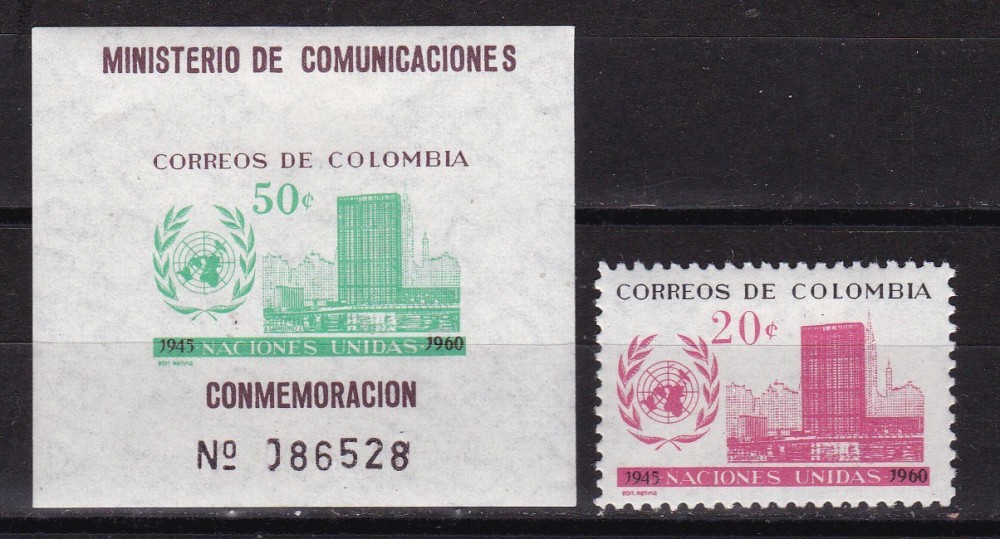 MINISTERIO DE COMUNICACIONES
CORREOS DE COLOMBIA
50¢
1945 NACIONES UNIDAS 1960
CONMEMORACION
Nº 086528
CORREOS DE COLOMBIA
20¢
1945 NACIONES UNIDAS 1960